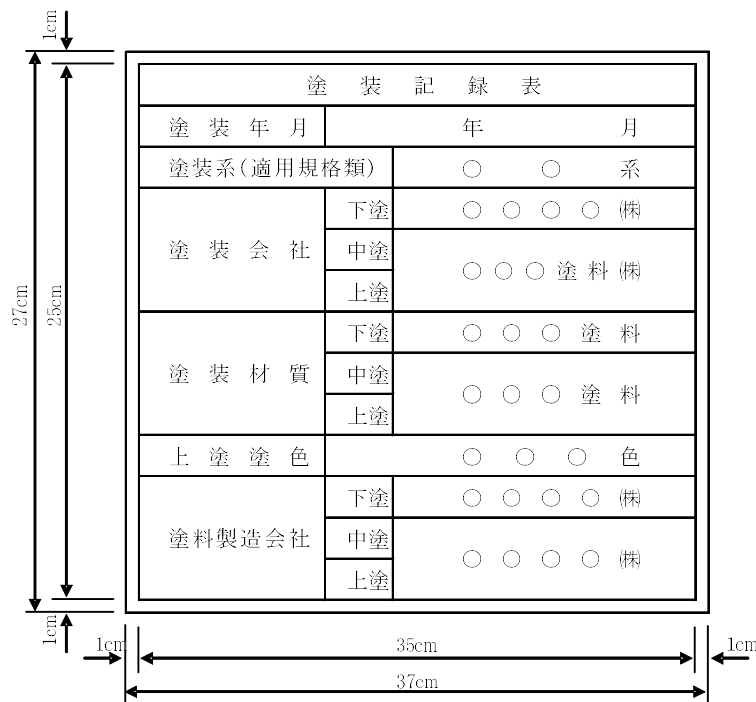 1cm
塗装記録表
塗装年月 年 月
塗装系(適用規格類) ○ ○ 系
下塗 ○○○○㈱
塗装会社 中塗
○○○塗料㈱
上塗
27cm
25cm
下塗 ○○○塗料
塗装材質 中塗
○○○塗料
上塗
上塗塗色 ○○○色
下塗 ○○○○㈱
塗料製造会社 中塗
○○○○㈱
上塗
1cm
1cm 35cm 1cm
37cm